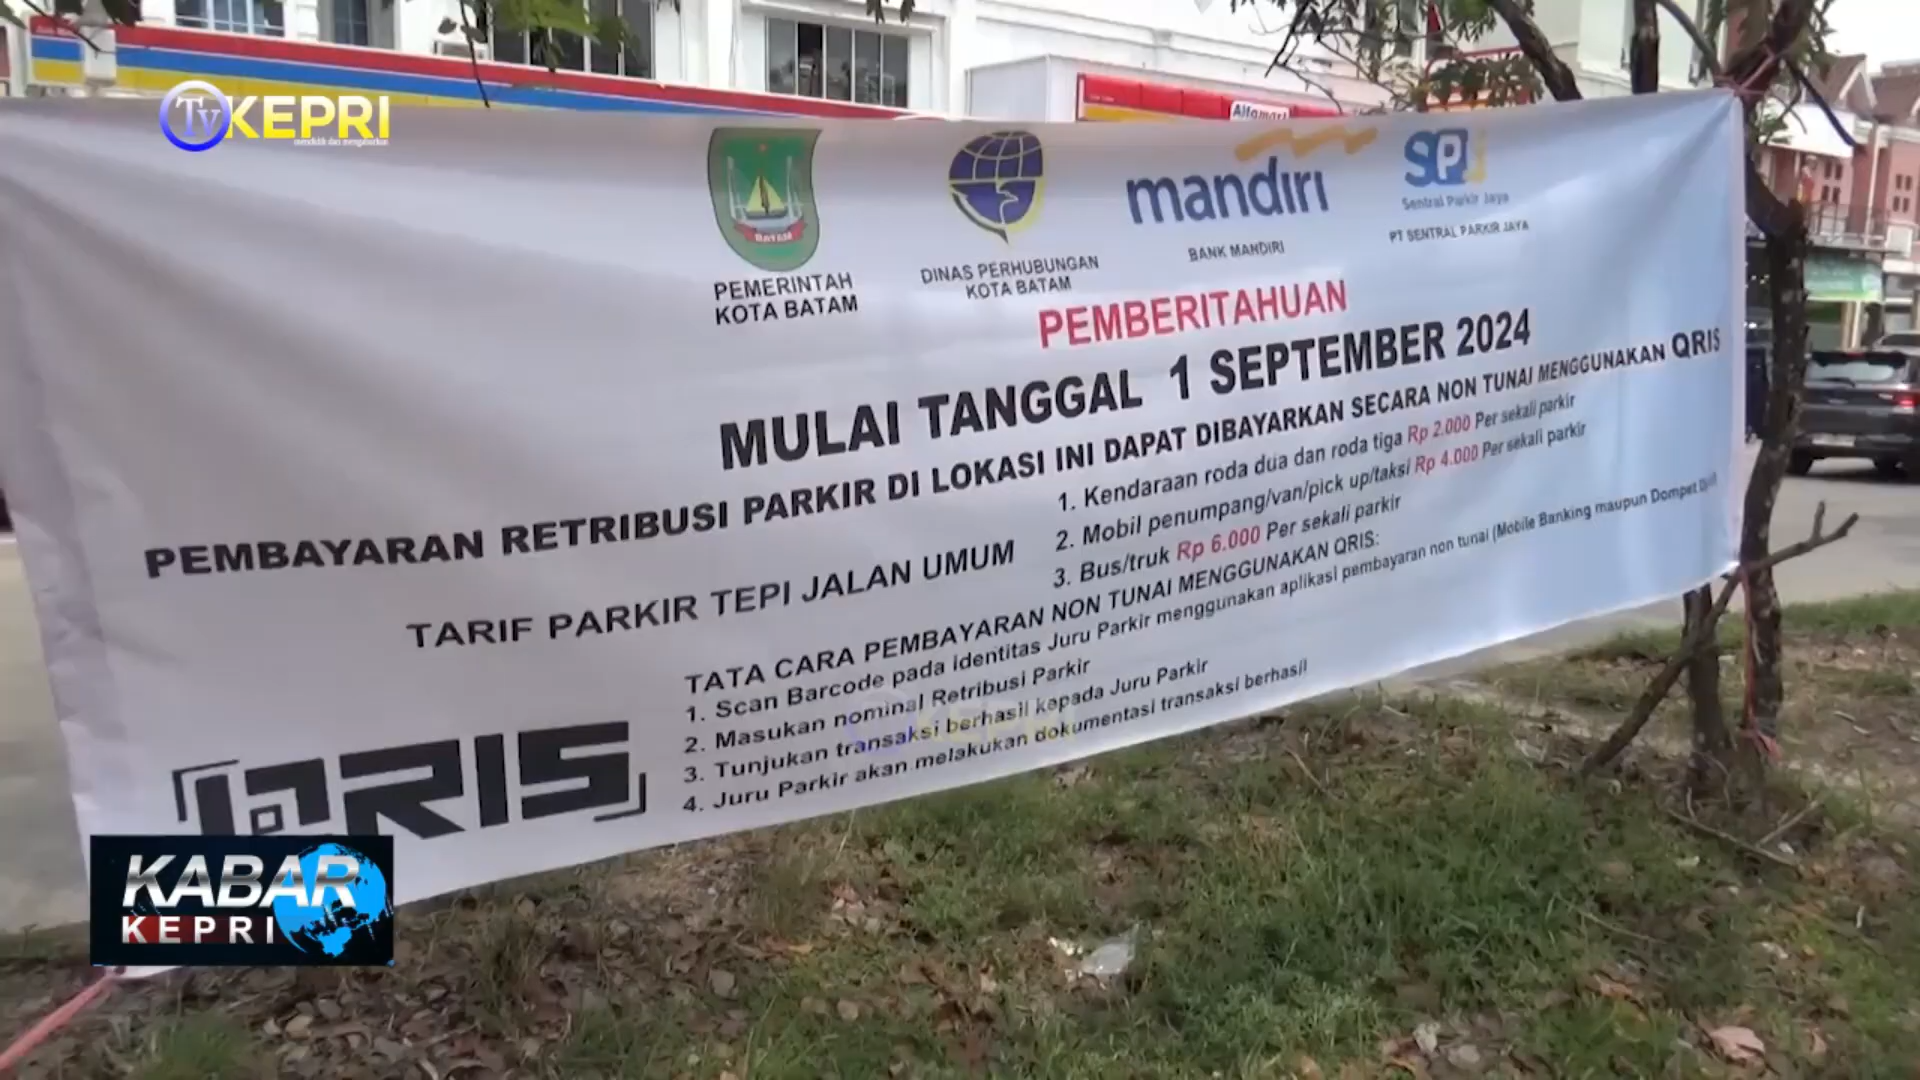 Tv KEPRI
Alfamart
BATAM
PEMERINTAH
KOTA BATAM
DINAS PERHUBUNGAN
KOTA BATAM
mandiri
BANK MANDIRI
SPJ
Sentral Parkir Jaya
PT SENTRAL PARKIR JAYA
PEMBERITAHUAN
MULAI TANGGAL 1 SEPTEMBER 2024
PEMBAYARAN RETRIBUSI PARKIR DI LOKASI INI DAPAT DIBAYARKAN SECARA NON TUNAI MENGGUNAKAN QRIS
TARIF PARKIR TEPI JALAN UMUM
1. Kendaraan roda dua dan roda tiga Rp 2.000 Per sekali parkir
2. Mobil penumpang/van/pick up/taksi Rp 4.000 Per sekali parkir
3. Bus/truk Rp 6.000 Per sekali parkir
TATA CARA PEMBAYARAN NON TUNAI MENGGUNAKAN QRIS:
1. Scan Barcode pada identitas Juru Parkir menggunakan aplikasi pembayaran non tunai (Mobile Banking maupun Dompet
2. Masukan nominal Retribusi Parkir
3. Tunjukan transaksi berhasil kepada Juru Parkir
4. Juru Parkir akan melakukan dokumentasi transaksi berhasil
QRIS
KEPRI
KABAR
KEPRI